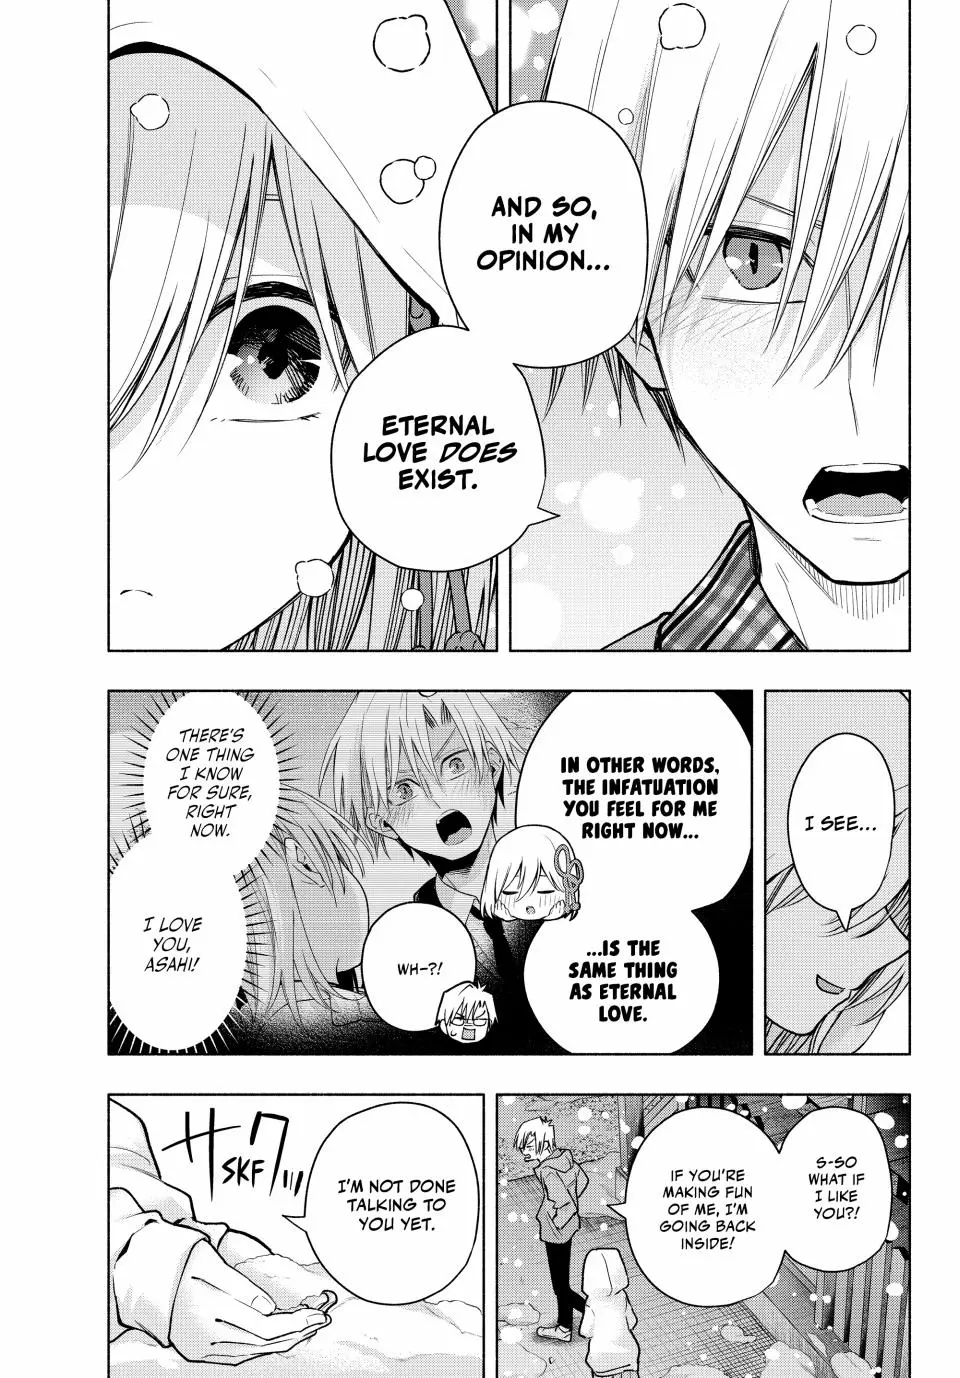 AND SO,
IN MY
OPINION...
ETERNAL
LOVE DOES
EXIST.
I SEE...
IN OTHER WORDS,
THE INFATUATION
YOU FEEL FOR ME
RIGHT NOW...
...IS THE
SAME THING
AS ETERNAL
LOVE.
WH-?!
THERE'S
ONE THING
I KNOW
FOR SURE,
RIGHT
NOW.
I LOVE
YOU,
ASAHI!
S-SO
WHAT IF
I LIKE
YOU?!
IF YOU'RE
MAKING FUN
OF ME, I'M
GOING BACK
INSIDE!
I'M NOT DONE
TALKING TO
YOU YET.
ザク
SKF